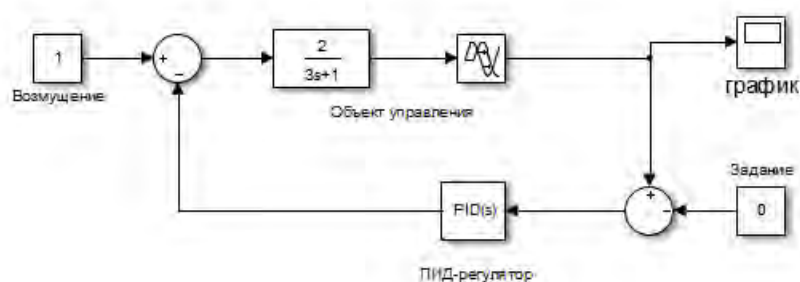 1
+
−
2
3s+1
график
Возмущение
Объект управления
Задание
+
−
PID(s)
0
ПИД-регулятор